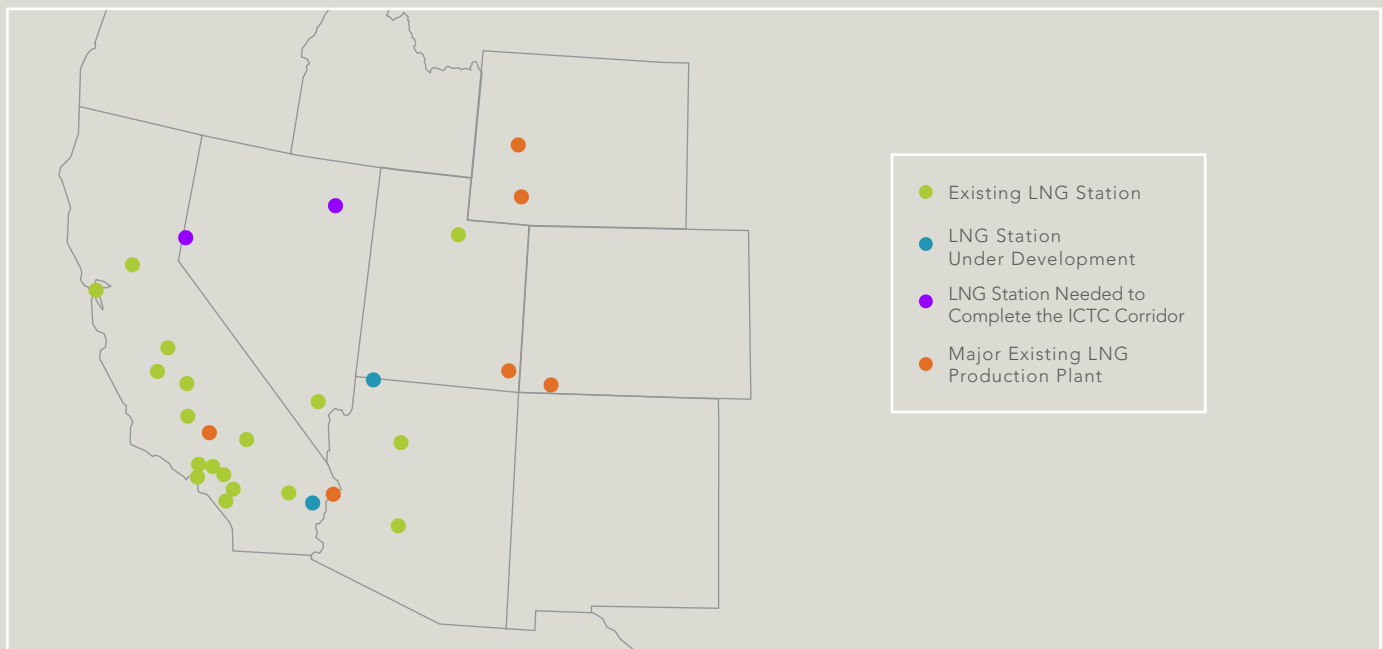 Existing LNG Station
LNG Station
Under Development
LNG Station Needed to
Complete the ICTC Corridor
Major Existing LNG
Production Plant